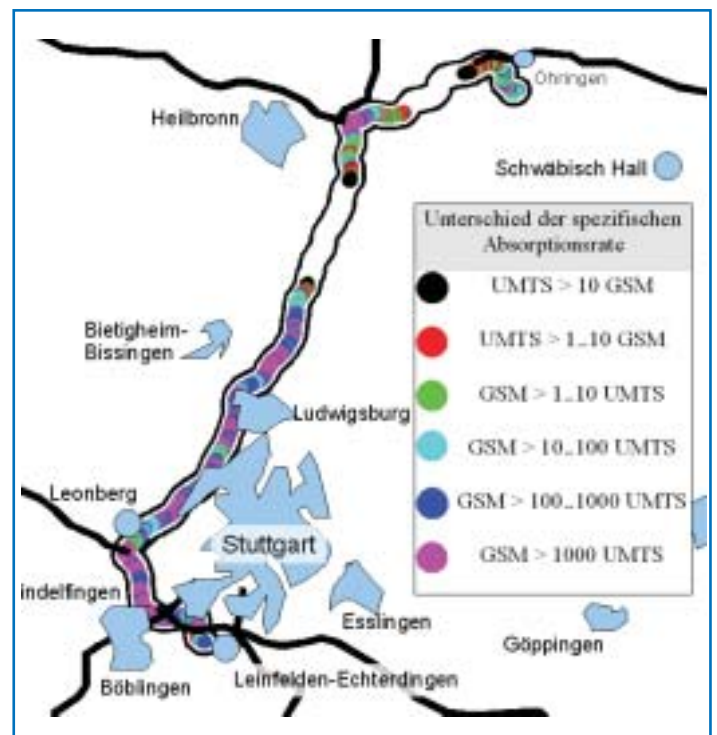 Öhringen
Heilbronn
Schwäbisch Hall
Unterschied der spezifischen
Absorptionsrate
UMTS > 10 GSM
UMTS > 1..10 GSM
GSM > 1..10 UMTS
GSM > 10..100 UMTS
GSM > 100..1000 UMTS
GSM > 1000 UMTS
Bietigheim-
Bissingen
Ludwigsburg
Leonberg
Stuttgart
indelfingen
Esslingen
Göppingen
Böblingen
Leinfelden-Echterdingen